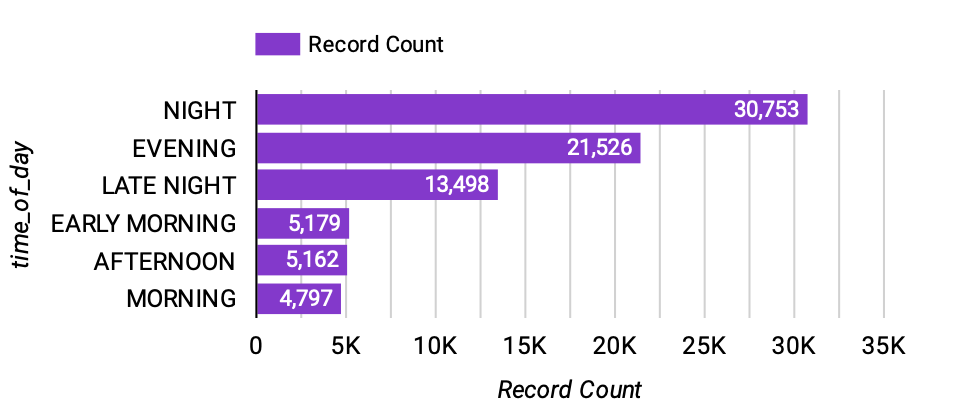 Record Count
time_of_day
NIGHT 30,753
EVENING 21,526
LATE NIGHT 13,498
EARLY MORNING 5,179
AFTERNOON 5,162
MORNING 4,797
0 5K 10K 15K 20K 25K 30K 35K
Record Count